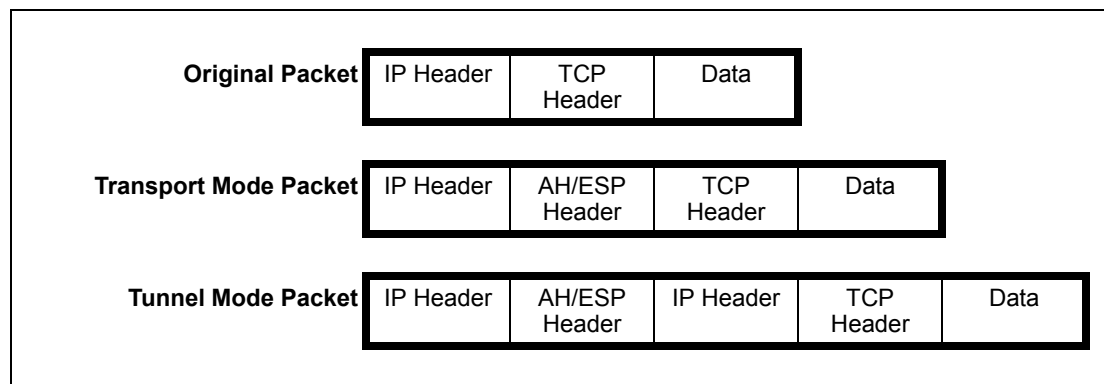 Original Packet IP Header TCP Header Data
Transport Mode Packet IP Header AH/ESP Header TCP Header Data
Tunnel Mode Packet IP Header AH/ESP Header IP Header TCP Header Data